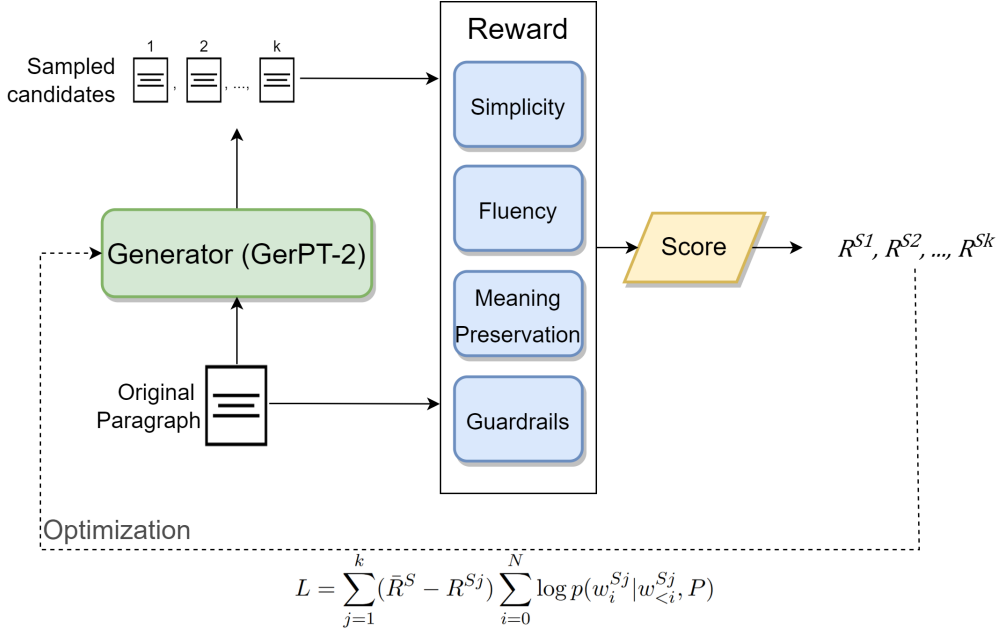 Reward
1 2 k
Sampled
candidates
, , ...,
Simplicity
Fluency
Generator (GerPT-2)
Score
R^{S1}, R^{S2}, ..., R^{Sk}
Meaning
Preservation
Original
Paragraph
Guardrails
Optimization
L = \sum_{j=1}^{k} (\bar{R}^{S} - R^{Sj}) \sum_{i=0}^{N} \log p(w_i^{Sj} | w_{<i}^{Sj}, P)